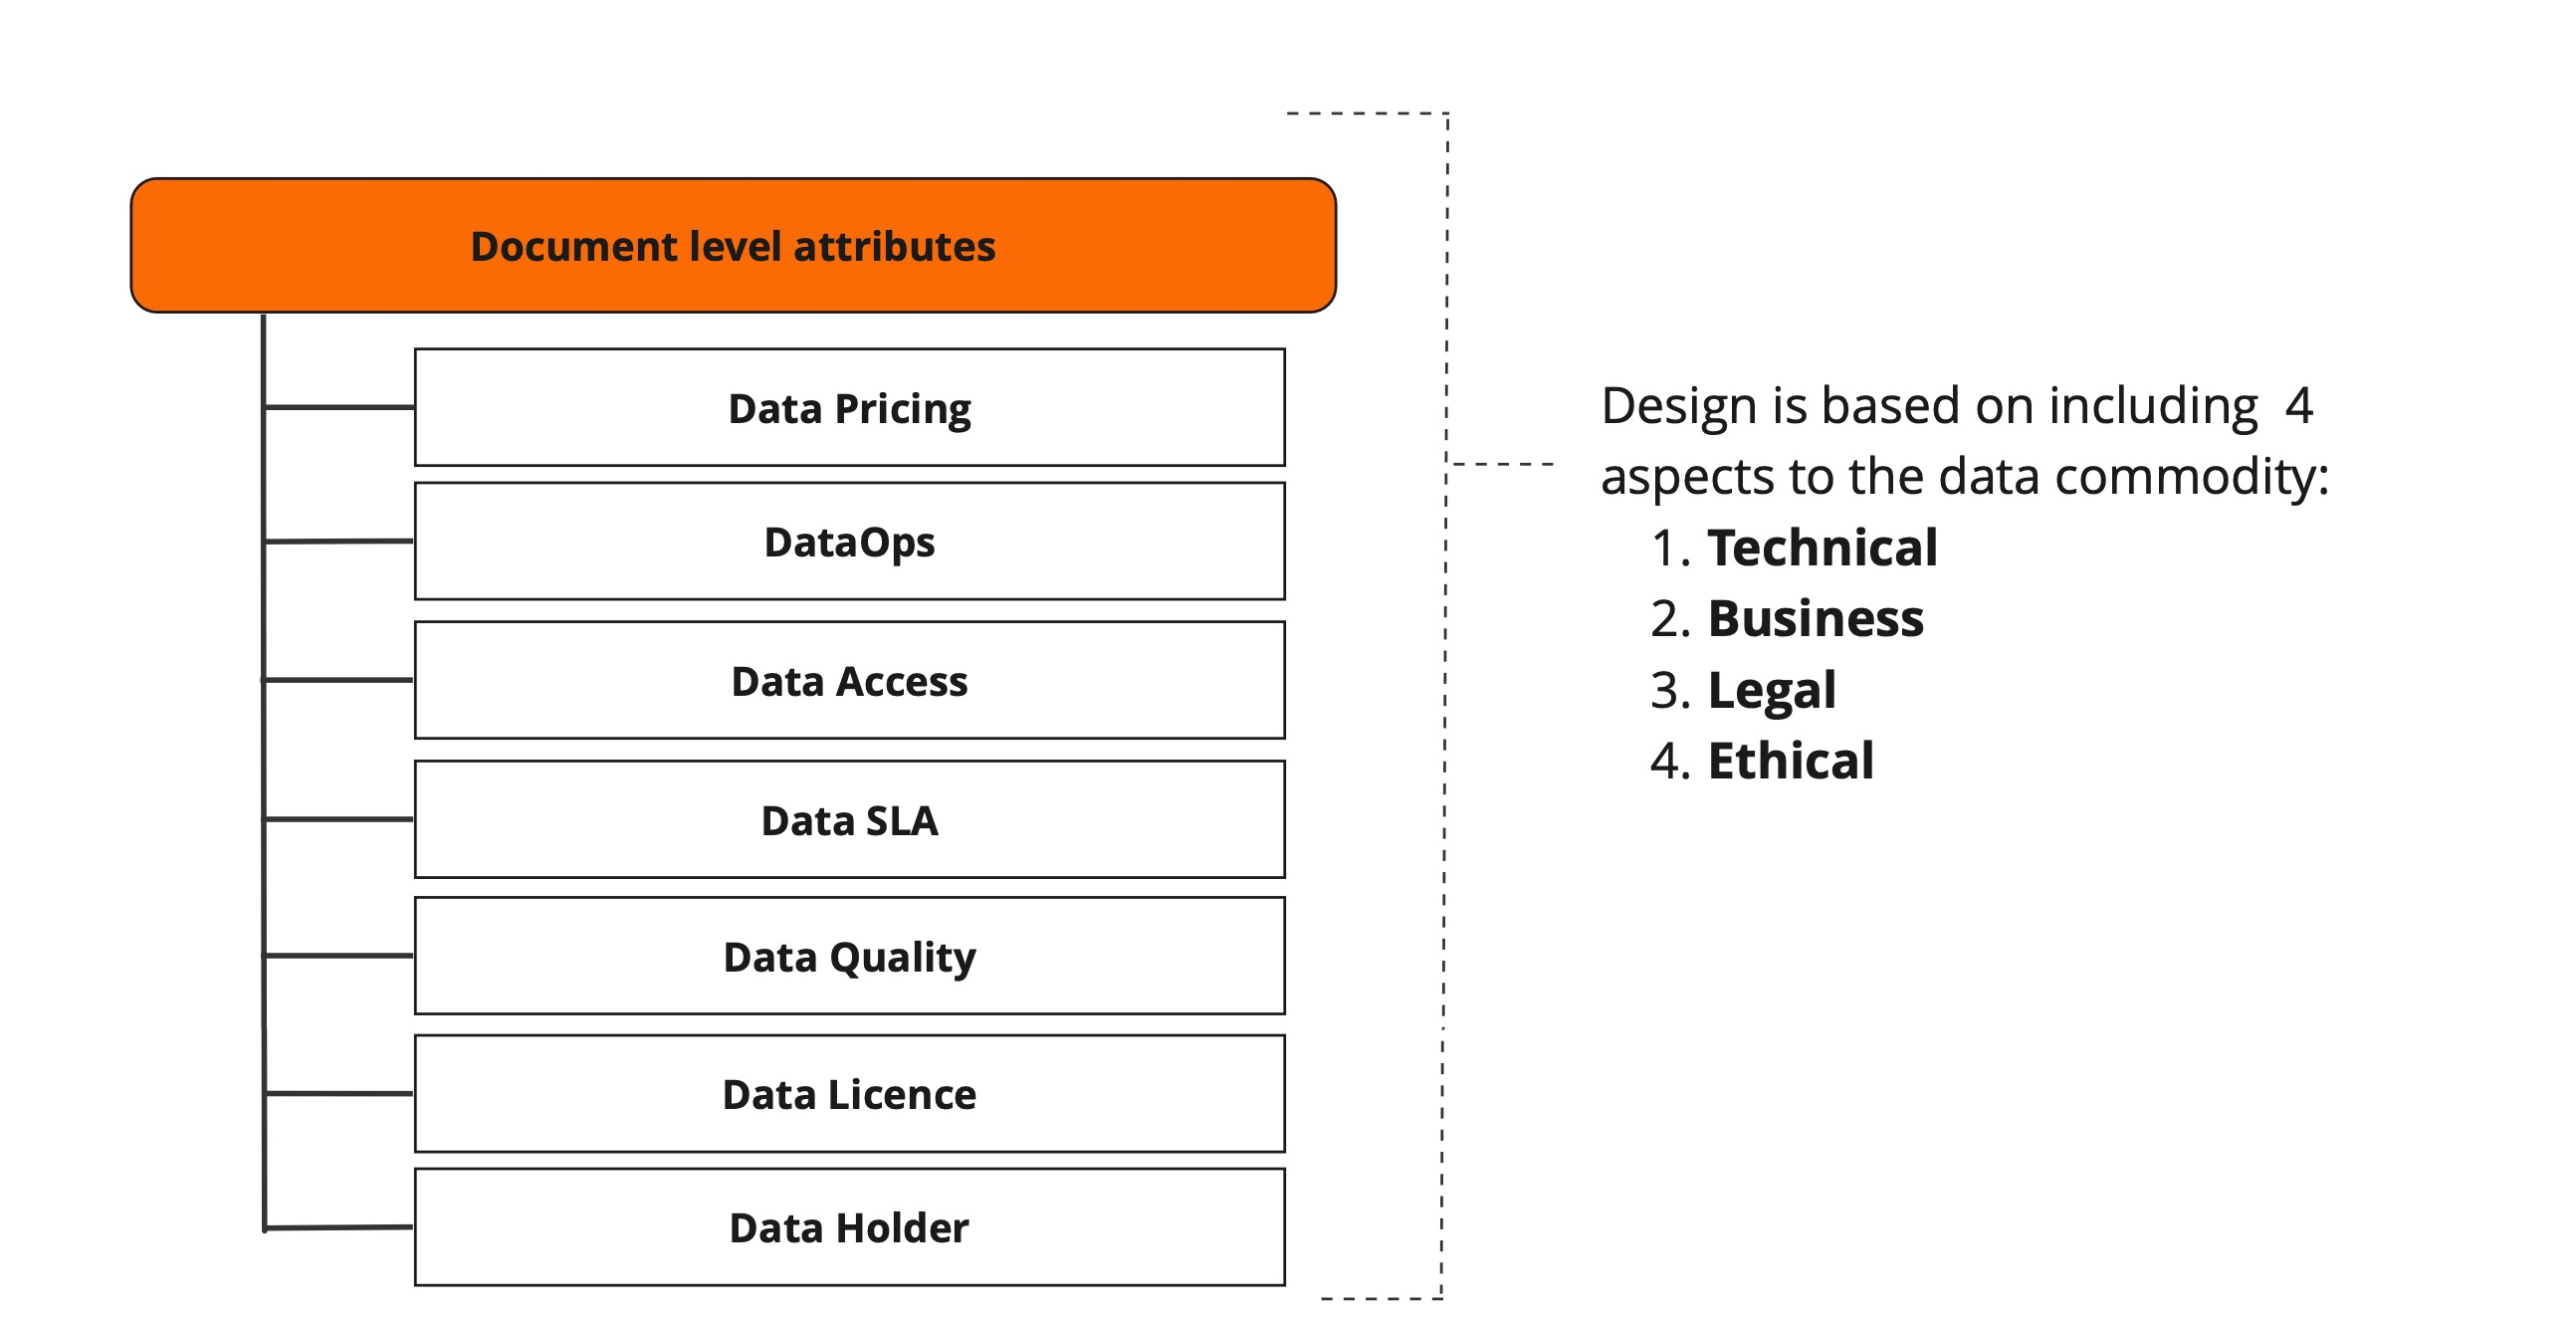 Document level attributes
Data Pricing
DataOps
Data Access
Data SLA
Data Quality
Data Licence
Data Holder
Design is based on including  4
aspects to the data commodity:
1. Technical
2. Business
3. Legal
4. Ethical